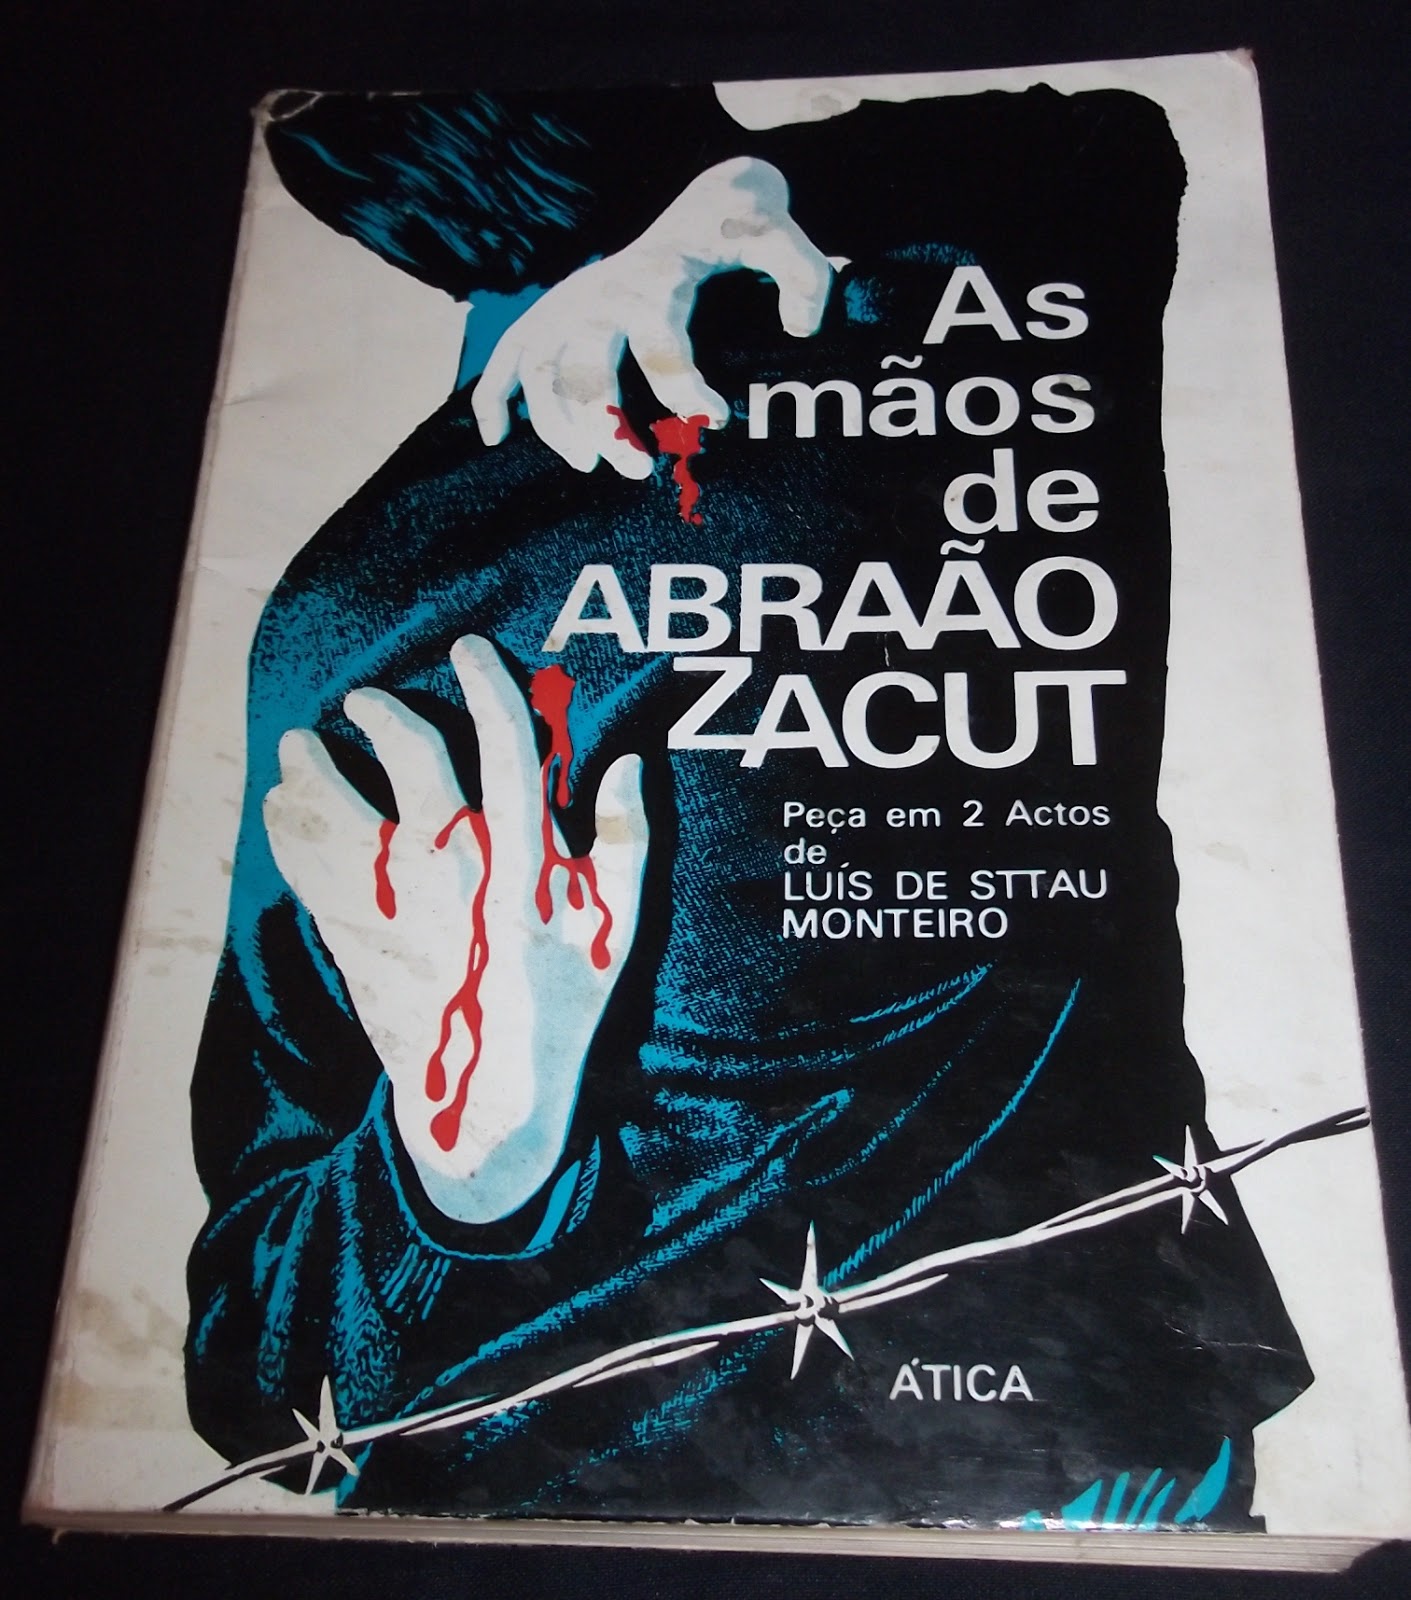 As
mãos
de
ABRAÃO
ZACUT
Peça em 2 Actos
de
LUÍS DE STTAU
MONTEIRO
ÁTICA